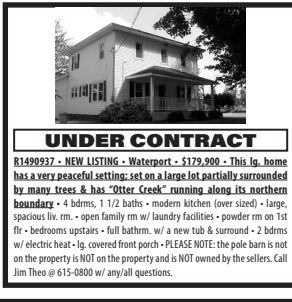 UNDER CONTRACT
R1490937 • NEW LISTING • Waterport • $179,900 • This lg. home
has a very peaceful setting; set on a large lot partially surrounded
by many trees & has “Otter Creek” running along its northern
boundary • 4 bdrms, 1 1/2 baths • modern kitchen (over sized) • large,
spacious liv. rm. • open family rm w/ laundry facilities • powder rm on 1st
flr • bedrooms upstairs • full bathrm. w/ a new tub & surround • 2 bdrms
w/ electric heat • lg. covered front porch • PLEASE NOTE: the pole barn is not
on the property is NOT on the property and is NOT owned by the sellers. Call
Jim Theo @ 615-0800 w/ any/all questions.